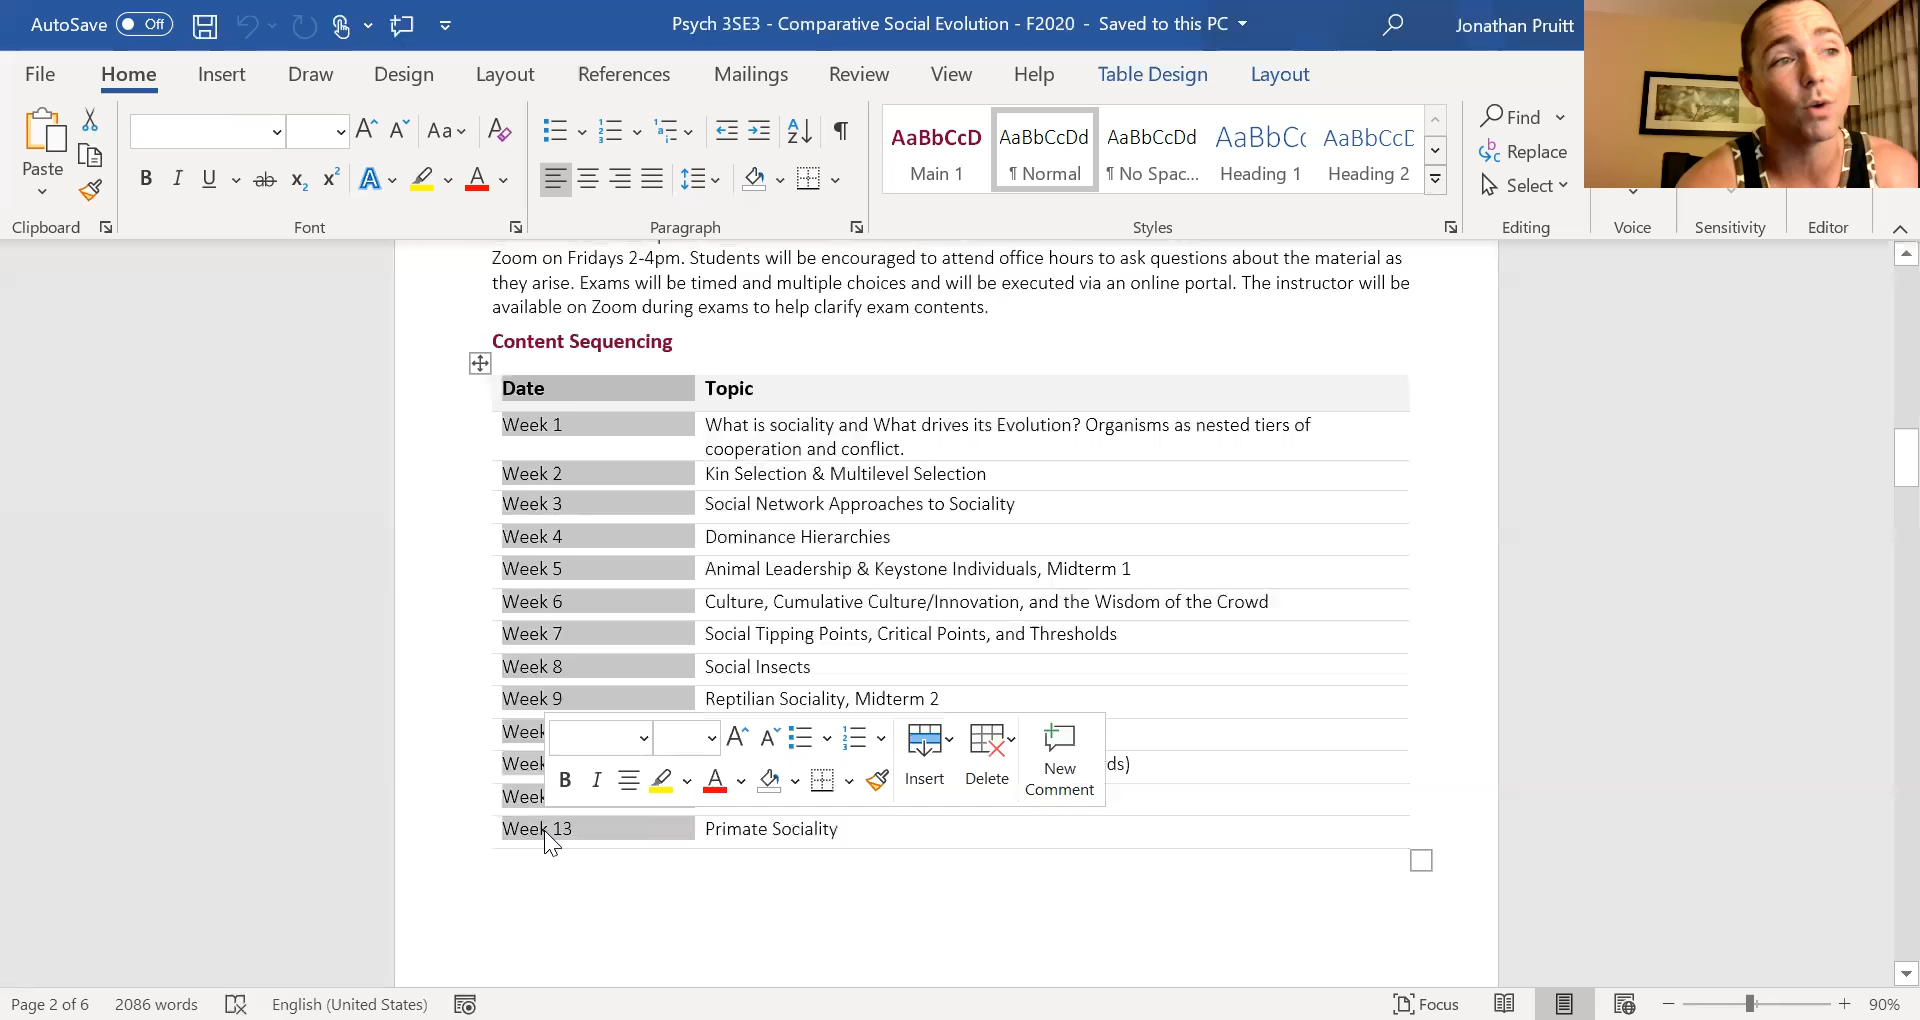 AutoSave Off
Psych 3SE3 - Comparative Social Evolution - F2020 - Saved to this PC
Jonathan Pruitt
File Home Insert Draw Design Layout References Mailings Review View Help Table Design Layout
Paste
Clipboard
Aa
B I U ab x2 x2 A A
Font
Paragraph
AaBbCcD AaBbCcDd AaBbCcDd AaBbCc AaBbCcD
Main 1 ¶ Normal ¶ No Spac... Heading 1 Heading 2
Styles
Find
Replace
Select
Editing
Voice
Sensitivity
Editor
Zoom on Fridays 2-4pm. Students will be encouraged to attend office hours to ask questions about the material as
they arise. Exams will be timed and multiple choices and will be executed via an online portal. The instructor will be
available on Zoom during exams to help clarify exam contents.
Content Sequencing
Date Topic
Week 1 What is sociality and What drives its Evolution? Organisms as nested tiers of
cooperation and conflict.
Week 2 Kin Selection & Multilevel Selection
Week 3 Social Network Approaches to Sociality
Week 4 Dominance Hierarchies
Week 5 Animal Leadership & Keystone Individuals, Midterm 1
Week 6 Culture, Cumulative Culture/Innovation, and the Wisdom of the Crowd
Week 7 Social Tipping Points, Critical Points, and Thresholds
Week 8 Social Insects
Week 9 Reptilian Sociality, Midterm 2
Week
Week ds)
Week
Week 13 Primate Sociality
B I A
Insert Delete
New
Comment
Page 2 of 6 2086 words English (United States) Focus 90%